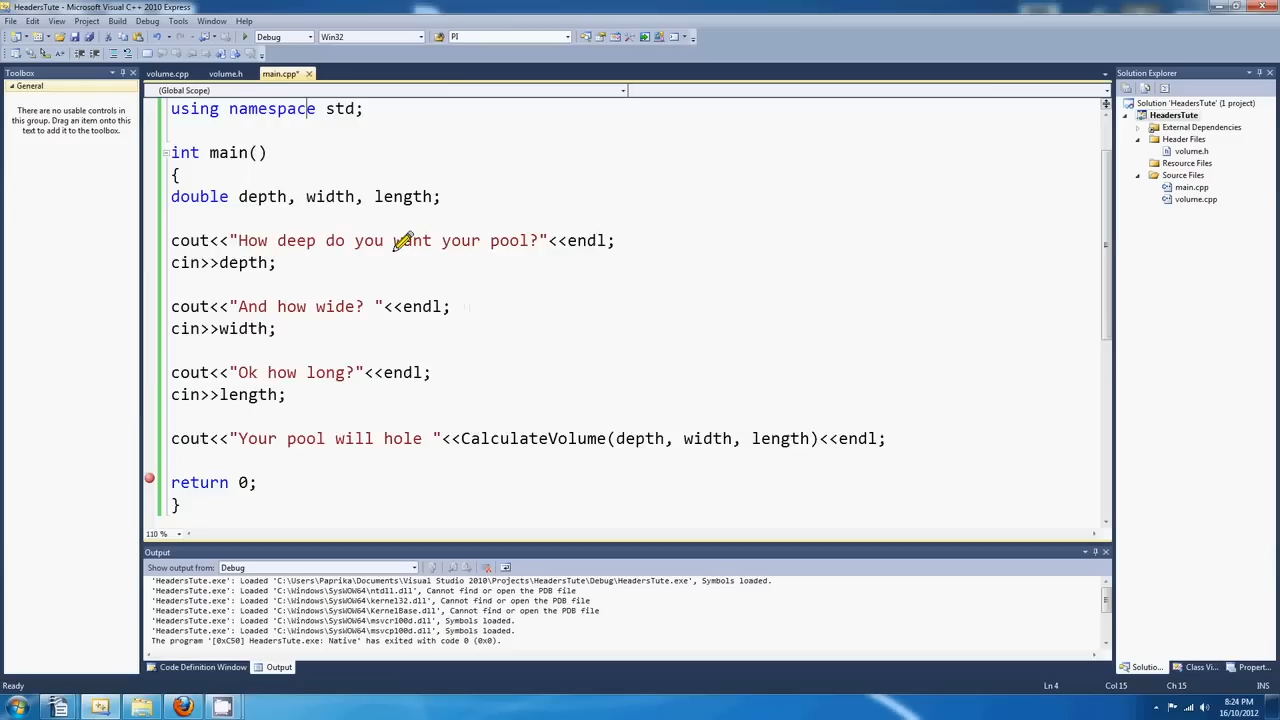 HeadersTute - Microsoft Visual C++ 2010 Express
File Edit View Project Build Debug Tools Window Help
Debug Win32 PI
Toolbox
General
There are no usable controls in
this group. Drag an item onto this
text to add it to the toolbox.
volume.cpp volume.h main.cpp*
(Global Scope)
using namespace std;
int main()
{
double depth, width, length;
cout<<"How deep do you want your pool?"<<endl;
cin>>depth;
cout<<"And how wide? "<<endl;
cin>>width;
cout<<"Ok how long?"<<endl;
cin>>length;
cout<<"Your pool will hole "<<CalculateVolume(depth, width, length)<<endl;
return 0;
}
110 %
Solution Explorer
Solution 'HeadersTute' (1 project)
HeadersTute
External Dependencies
Header Files
volume.h
Resource Files
Source Files
main.cpp
volume.cpp
Output
Show output from: Debug
'HeadersTute.exe': Loaded 'C:\Users\Paprika\Documents\Visual Studio 2010\Projects\HeadersTute\Debug\HeadersTute.exe', Symbols loaded.
'HeadersTute.exe': Loaded 'C:\Windows\SysWOW64\ntdll.dll', Cannot find or open the PDB file
'HeadersTute.exe': Loaded 'C:\Windows\SysWOW64\kernel32.dll', Cannot find or open the PDB file
'HeadersTute.exe': Loaded 'C:\Windows\SysWOW64\KernelBase.dll', Cannot find or open the PDB file
'HeadersTute.exe': Loaded 'C:\Windows\SysWOW64\msvcr100d.dll', Symbols loaded.
'HeadersTute.exe': Loaded 'C:\Windows\SysWOW64\msvcp100d.dll', Symbols loaded.
The program '[0xC50] HeadersTute.exe: Native' has exited with code 0 (0x0).
Code Definition Window Output
Solutio... Class Vi... Propert...
Ready Ln 4 Col 15 Ch 15 INS
8:24 PM
16/10/2012